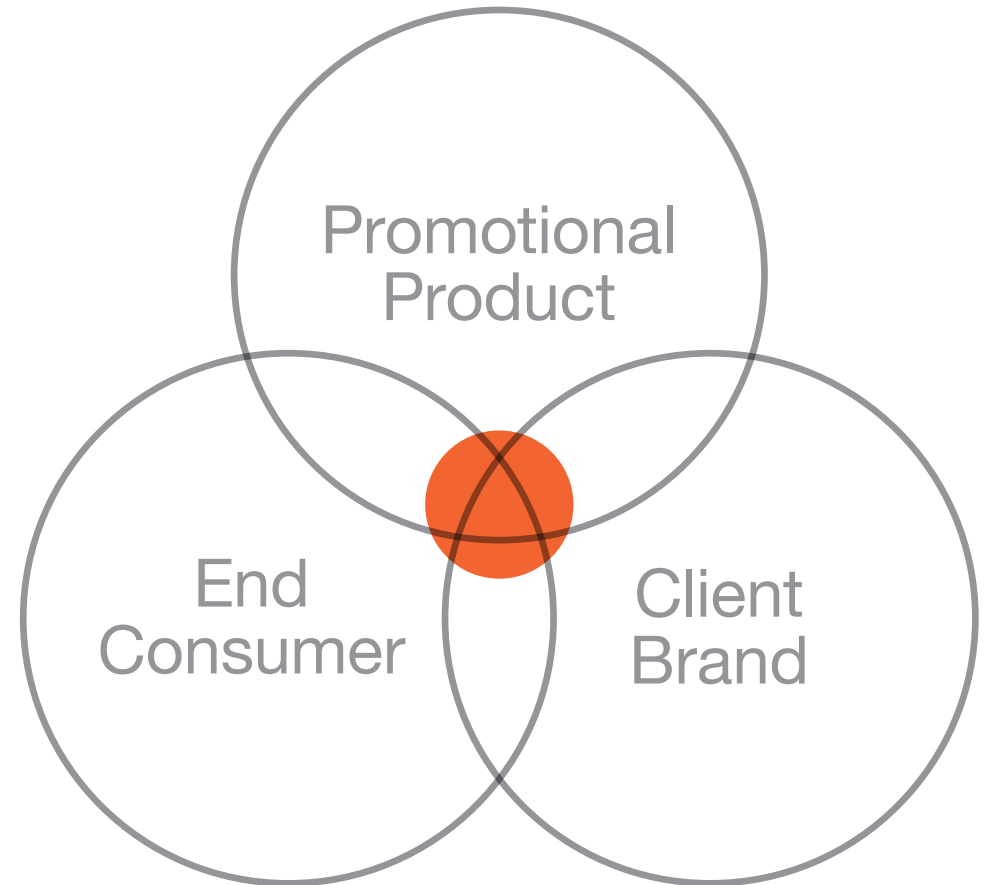 Promotional
Product
End
Consumer
Client
Brand